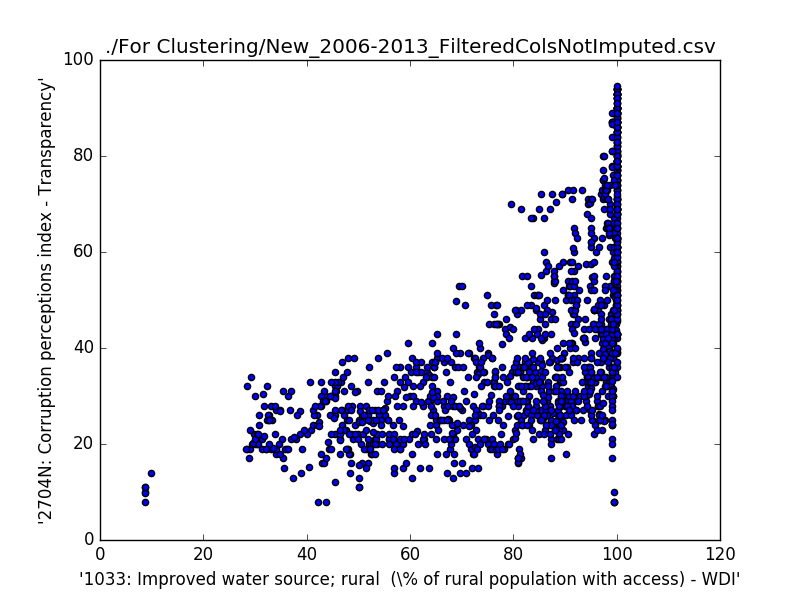 ./For Clustering/New_2006-2013_FilteredColsNotImputed.csv
100
80
60
40
20
0
'2704N: Corruption perceptions index - Transparency'
0 20 40 60 80 100 120
'1033: Improved water source; rural  (\% of rural population with access) - WDI'